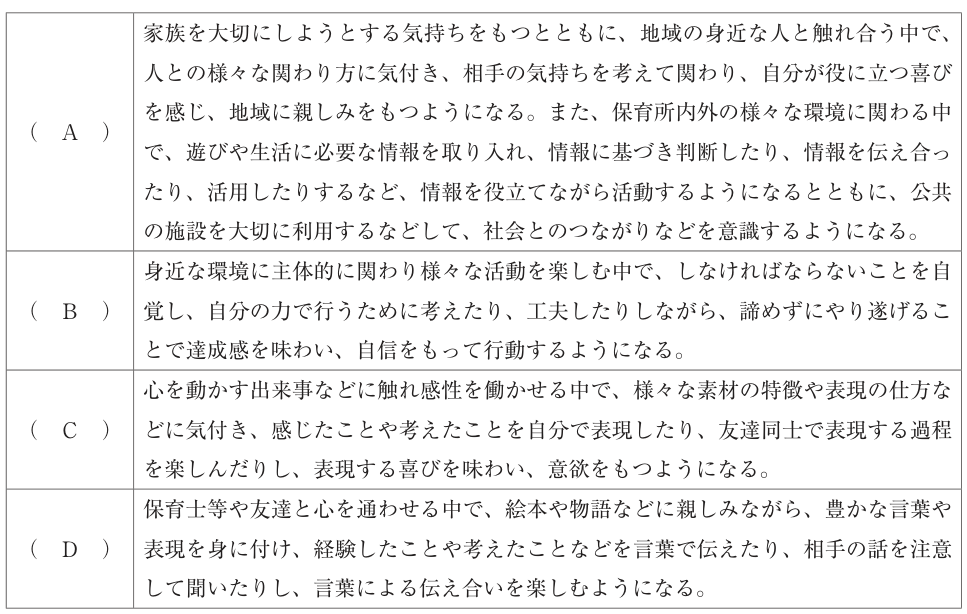 家族を大切にしようとする気持ちをもつとともに、地域の身近な人と触れ合う中で、
人との様々な関わり方に気付き、相手の気持ちを考えて関わり、自分が役に立つ喜び
を感じ、地域に親しみをもつようになる。また、保育所内外の様々な環境に関わる中
（　A　）
で、遊びや生活に必要な情報を取り入れ、情報に基づき判断したり、情報を伝え合っ
たり、活用したりするなど、情報を役立てながら活動するようになるとともに、公共
の施設を大切に利用するなどして、社会とのつながりなどを意識するようになる。
身近な環境に主体的に関わり様々な活動を楽しむ中で、しなければならないことを自
（　B　）
覚し、自分の力で行うために考えたり、工夫したりしながら、諦めずにやり遂げるこ
とで達成感を味わい、自信をもって行動するようになる。
心を動かす出来事などに触れ感性を働かせる中で、様々な素材の特徴や表現の仕方な
（　C　）
どに気付き、感じたことや考えたことを自分で表現したり、友達同士で表現する過程
を楽しんだりし、表現する喜びを味わい、意欲をもつようになる。
保育士等や友達と心を通わせる中で、絵本や物語などに親しみながら、豊かな言葉や
（　D　）
表現を身に付け、経験したことや考えたことなどを言葉で伝えたり、相手の話を注意
して聞いたりし、言葉による伝え合いを楽しむようになる。